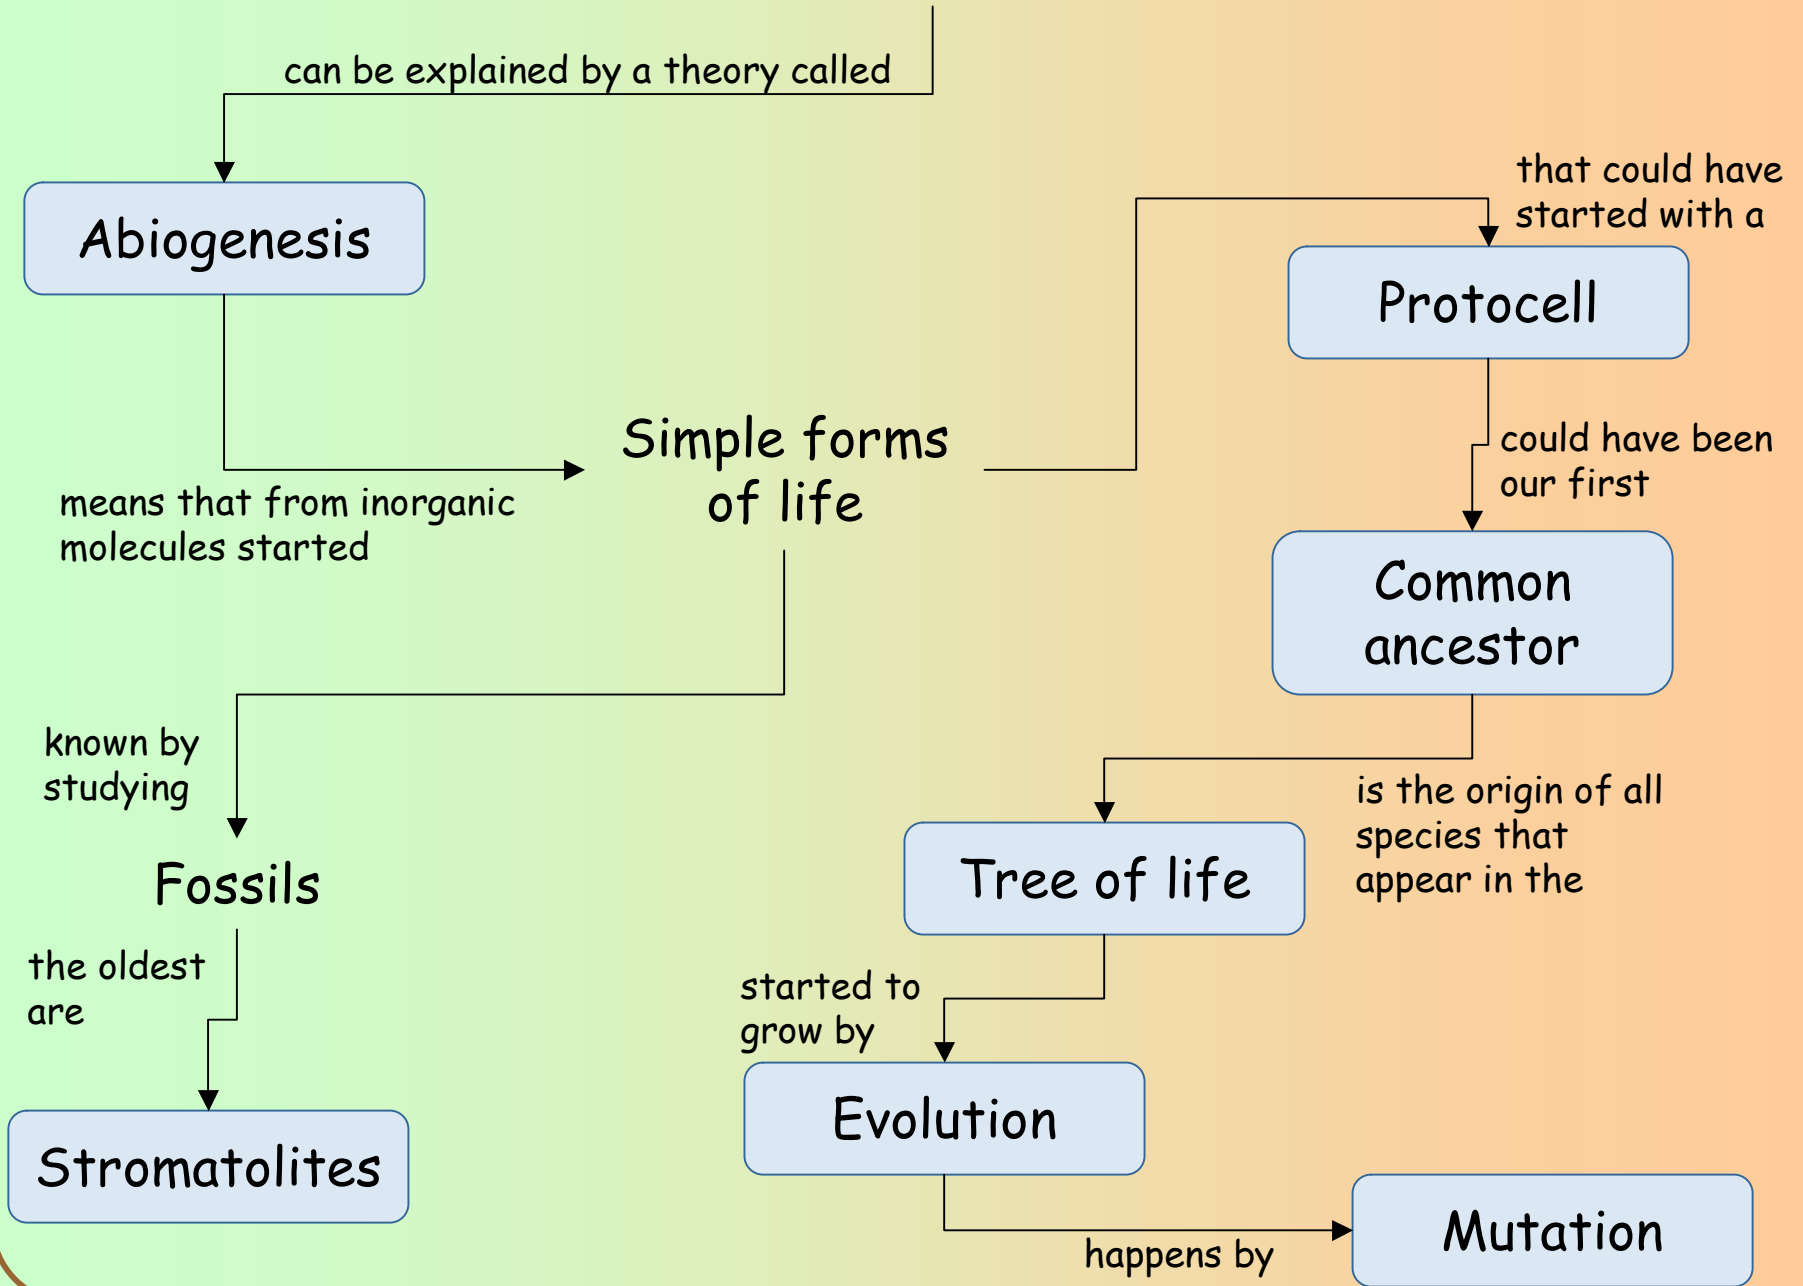 can be explained by a theory called
Abiogenesis
means that from inorganic
molecules started
Simple forms
of life
that could have
started with a
Protocell
could have been
our first
Common
ancestor
is the origin of all
species that
appear in the
Tree of life
started to
grow by
Evolution
happens by
Mutation
known by
studying
Fossils
the oldest
are
Stromatolites